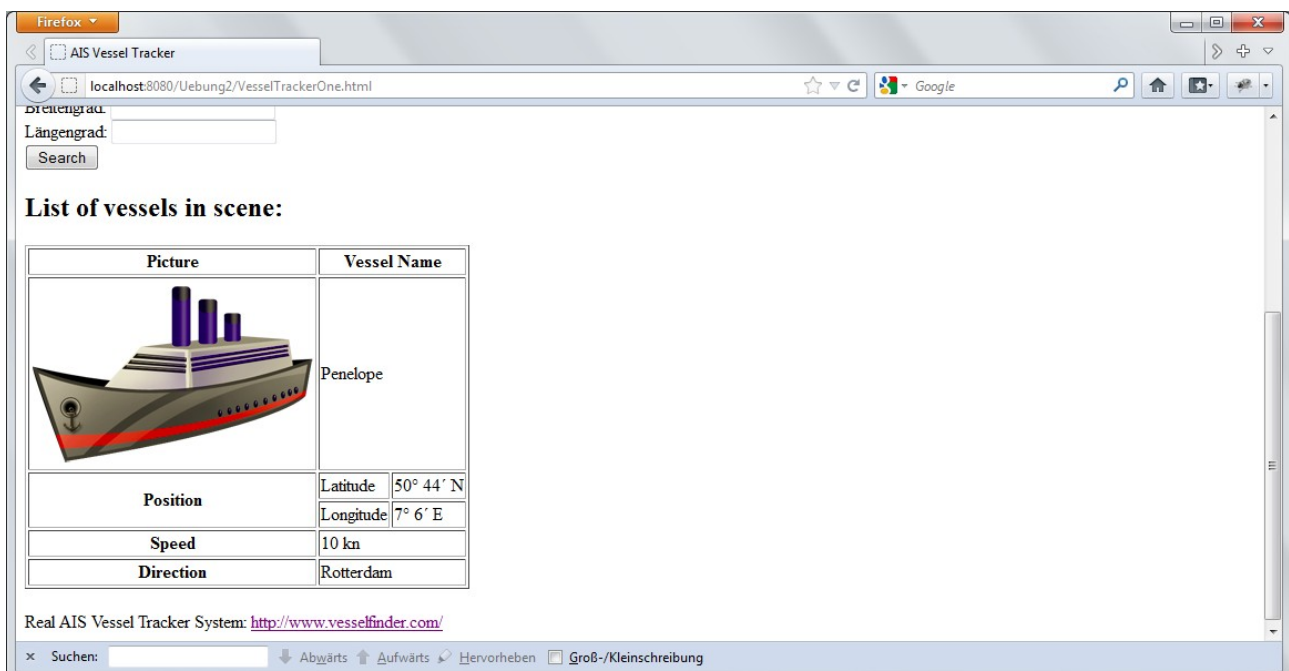 Firefox
AIS Vessel Tracker
localhost:8080/Uebung2/VesselTrackerOne.html
Google
Breitengrad:
Längengrad:
Search
List of vessels in scene:
Picture Vessel Name
Penelope
Position Latitude 50° 44´ N
Longitude 7° 6´ E
Speed 10 kn
Direction Rotterdam
Real AIS Vessel Tracker System: http://www.vesselfinder.com/
× Suchen: Abwärts Aufwärts Hervorheben Groß-/Kleinschreibung